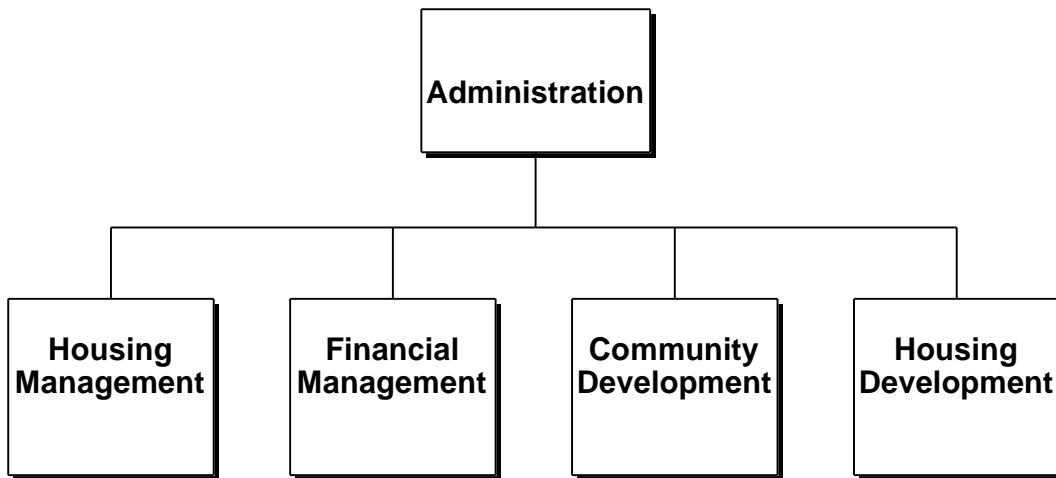 Administration
Housing
Management
Financial
Management
Community
Development
Housing
Development